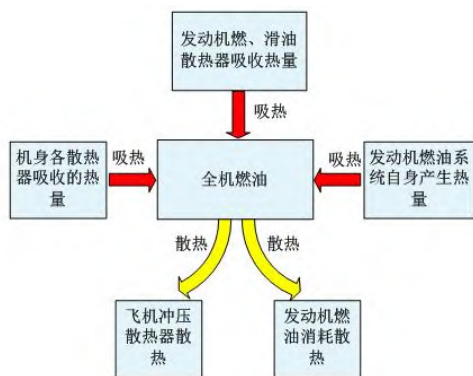 发动机燃、滑油
散热器吸收热量
吸热
机身各散热
器吸收的热
量
吸热
全机燃油
吸热
发动机燃油系
统自身产生热
量
散热
散热
飞机冲压
散热器散
热
发动机燃
油消耗散
热